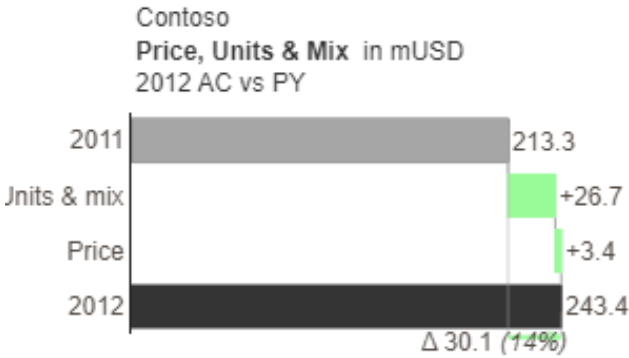 Contoso
Price, Units & Mix in mUSD
2012 AC vs PY
2011 213.3
Jnits & mix +26.7
Price +3.4
2012 243.4
Δ 30.1 (14%)